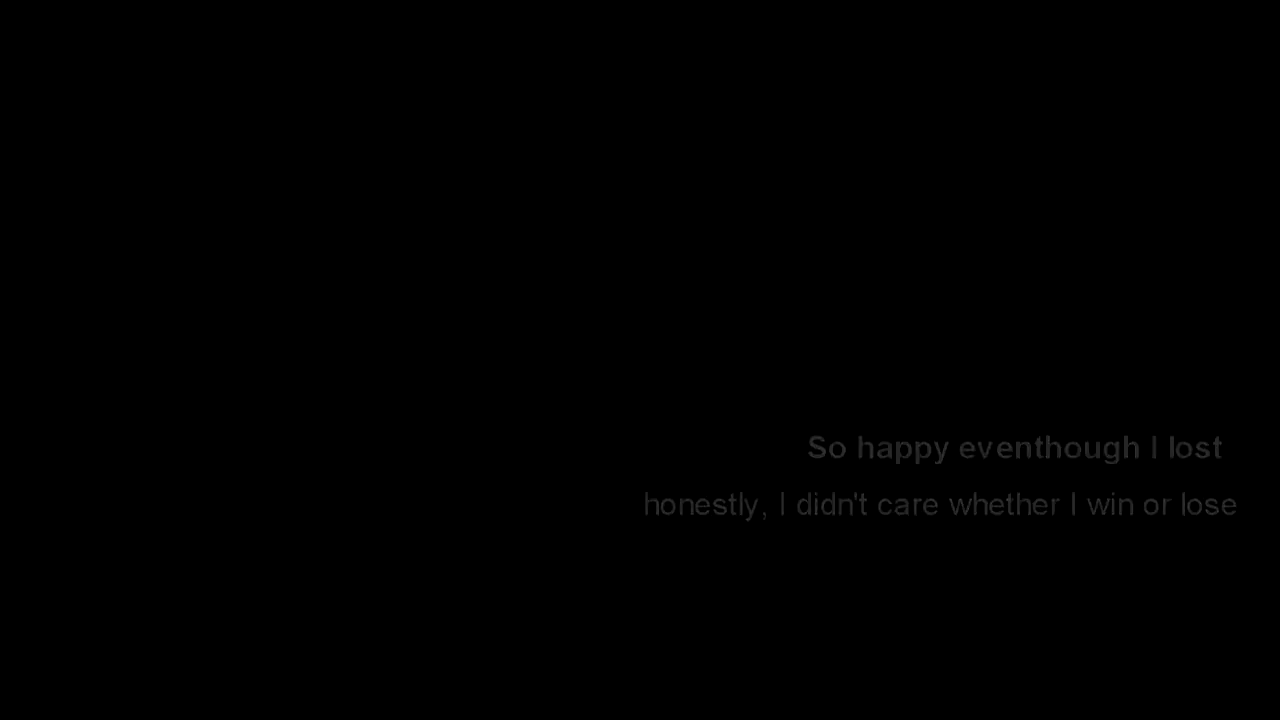 So happy eventhough I lost
honestly, I didn't care whether I win or lose